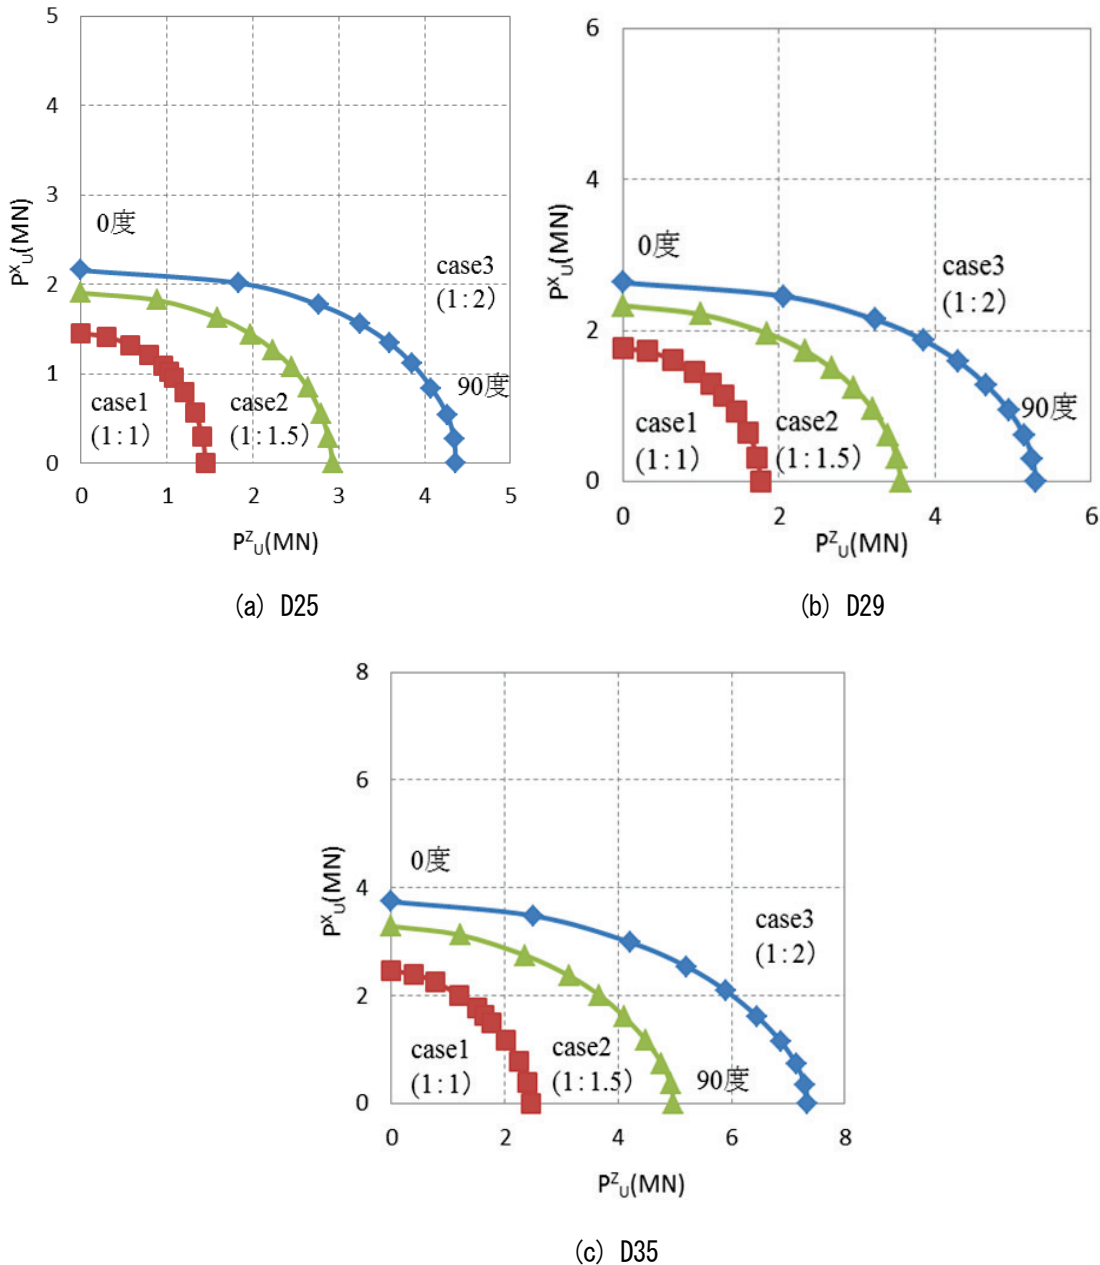 5
4
3
2
1
0
P^X_U(MN)
0度
case3
(1:2)
90度
case1
(1:1)
case2
(1:1.5)
0 1 2 3 4 5
P^Z_U(MN)
(a) D25
6
4
2
0
P^X_U(MN)
0度
case3
(1:2)
90度
case1
(1:1)
case2
(1:1.5)
0 2 4 6
P^Z_U(MN)
(b) D29
8
6
4
2
0
P^X_U(MN)
0度
case3
(1:2)
case1
(1:1)
case2
(1:1.5)
90度
0 2 4 6 8
P^Z_U(MN)
(c) D35